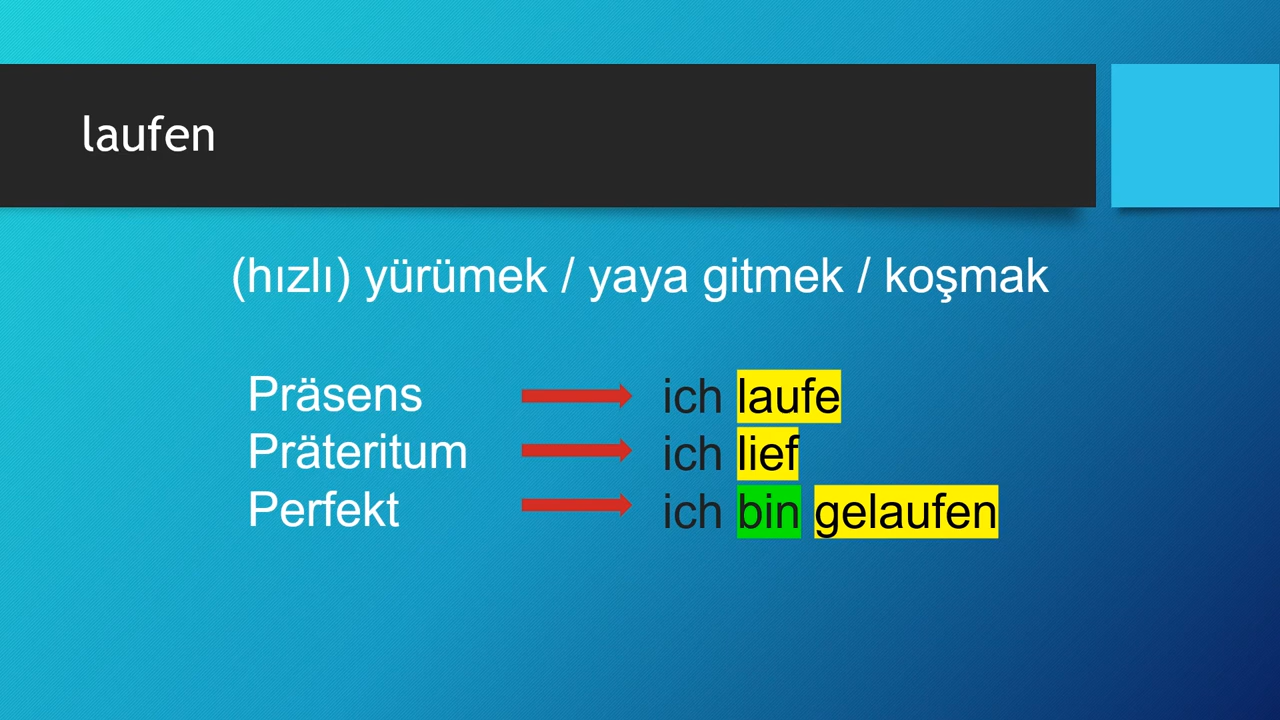 laufen
(hızlı) yürümek / yaya gitmek / koşmak
Präsens ich laufe
Präteritum ich lief
Perfekt ich bin gelaufen